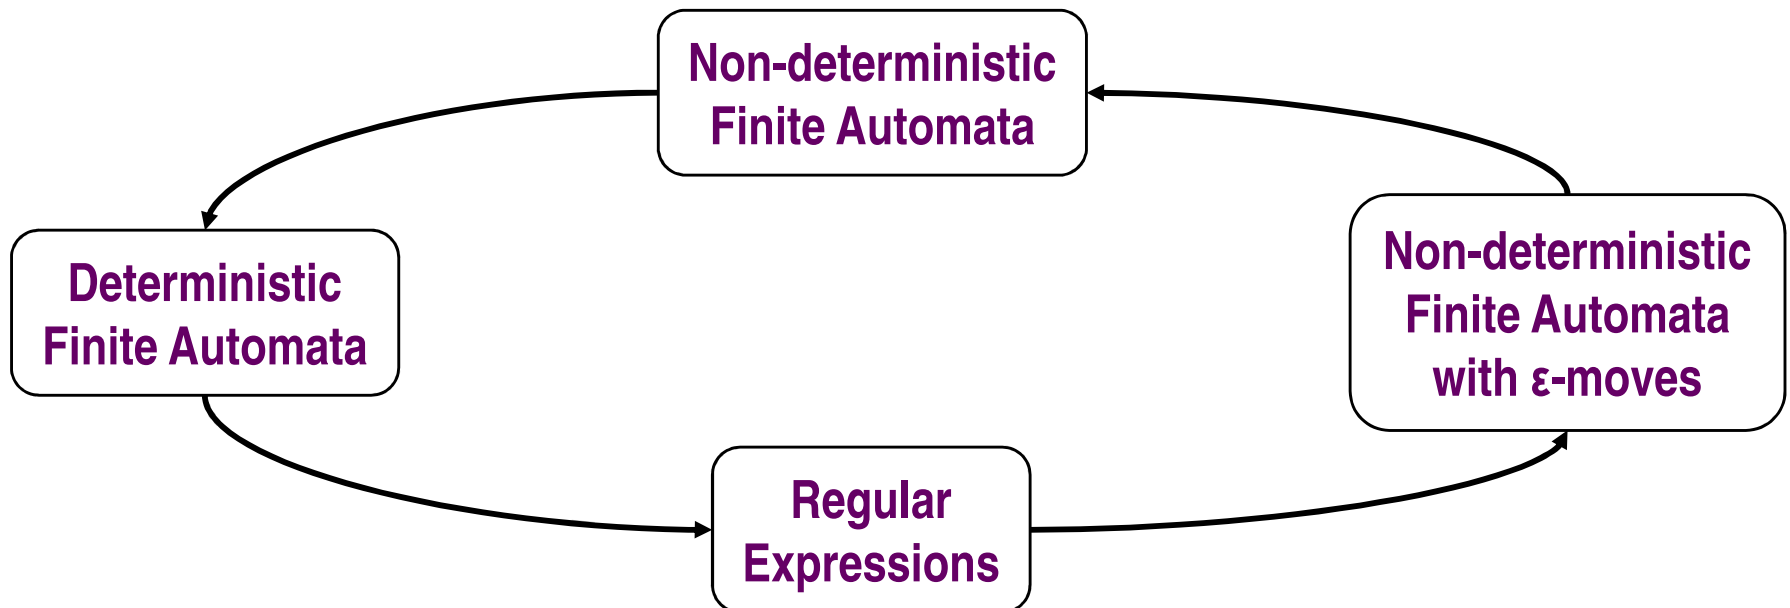 Non-deterministic
Finite Automata
Deterministic
Finite Automata
Non-deterministic
Finite Automata
with ε-moves
Regular
Expressions